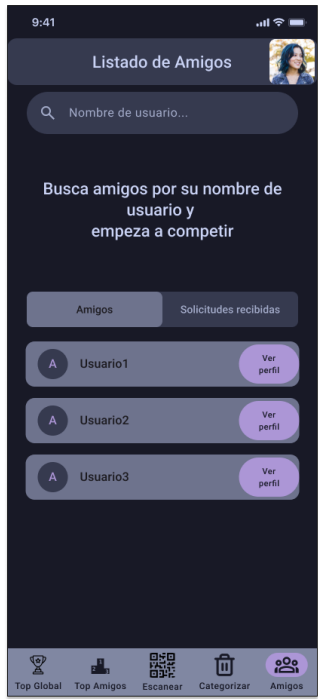 9:41
Listado de Amigos
Nombre de usuario...
Busca amigos por su nombre de
usuario y
empeza a competir
Amigos
Solicitudes recibidas
A
Usuario1
Ver
perfil
A
Usuario2
Ver
perfil
A
Usuario3
Ver
perfil
Top Global
Top Amigos
Escanear
Categorizar
Amigos